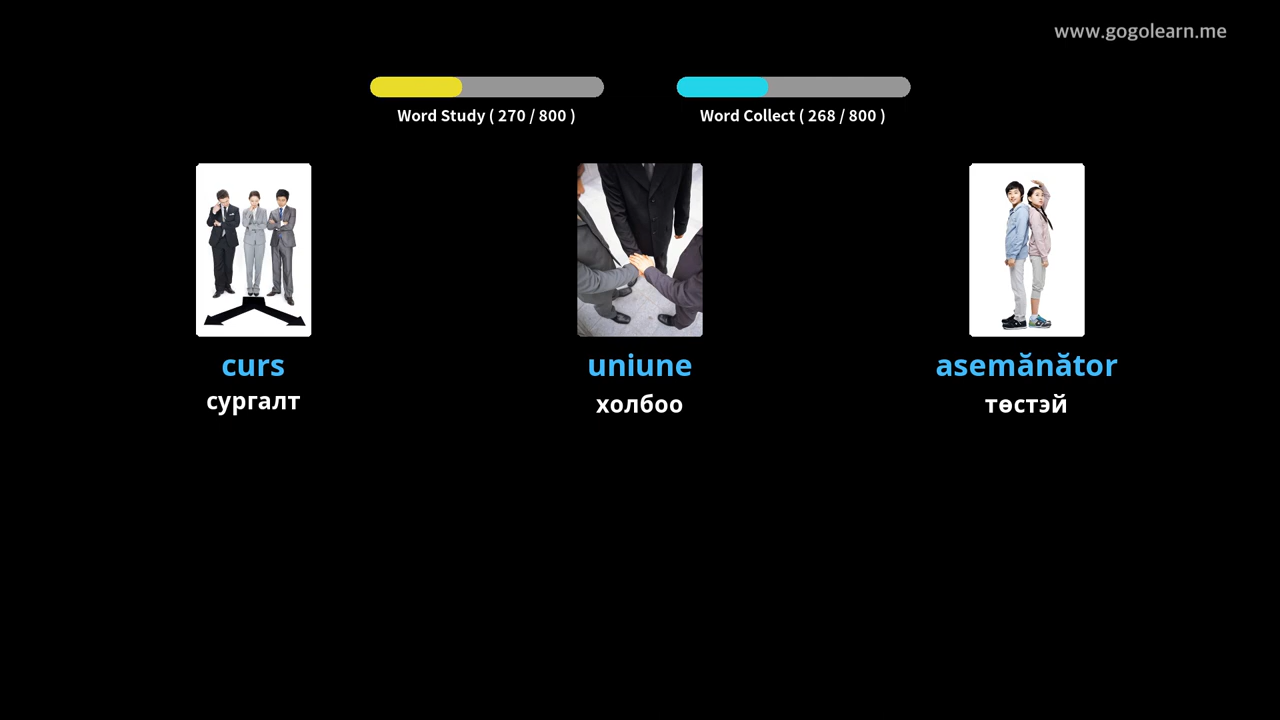 www.gogolearn.me
Word Study ( 270 / 800 )
Word Collect ( 268 / 800 )
curs
сургалт
uniune
холбоо
asemănător
төстэй